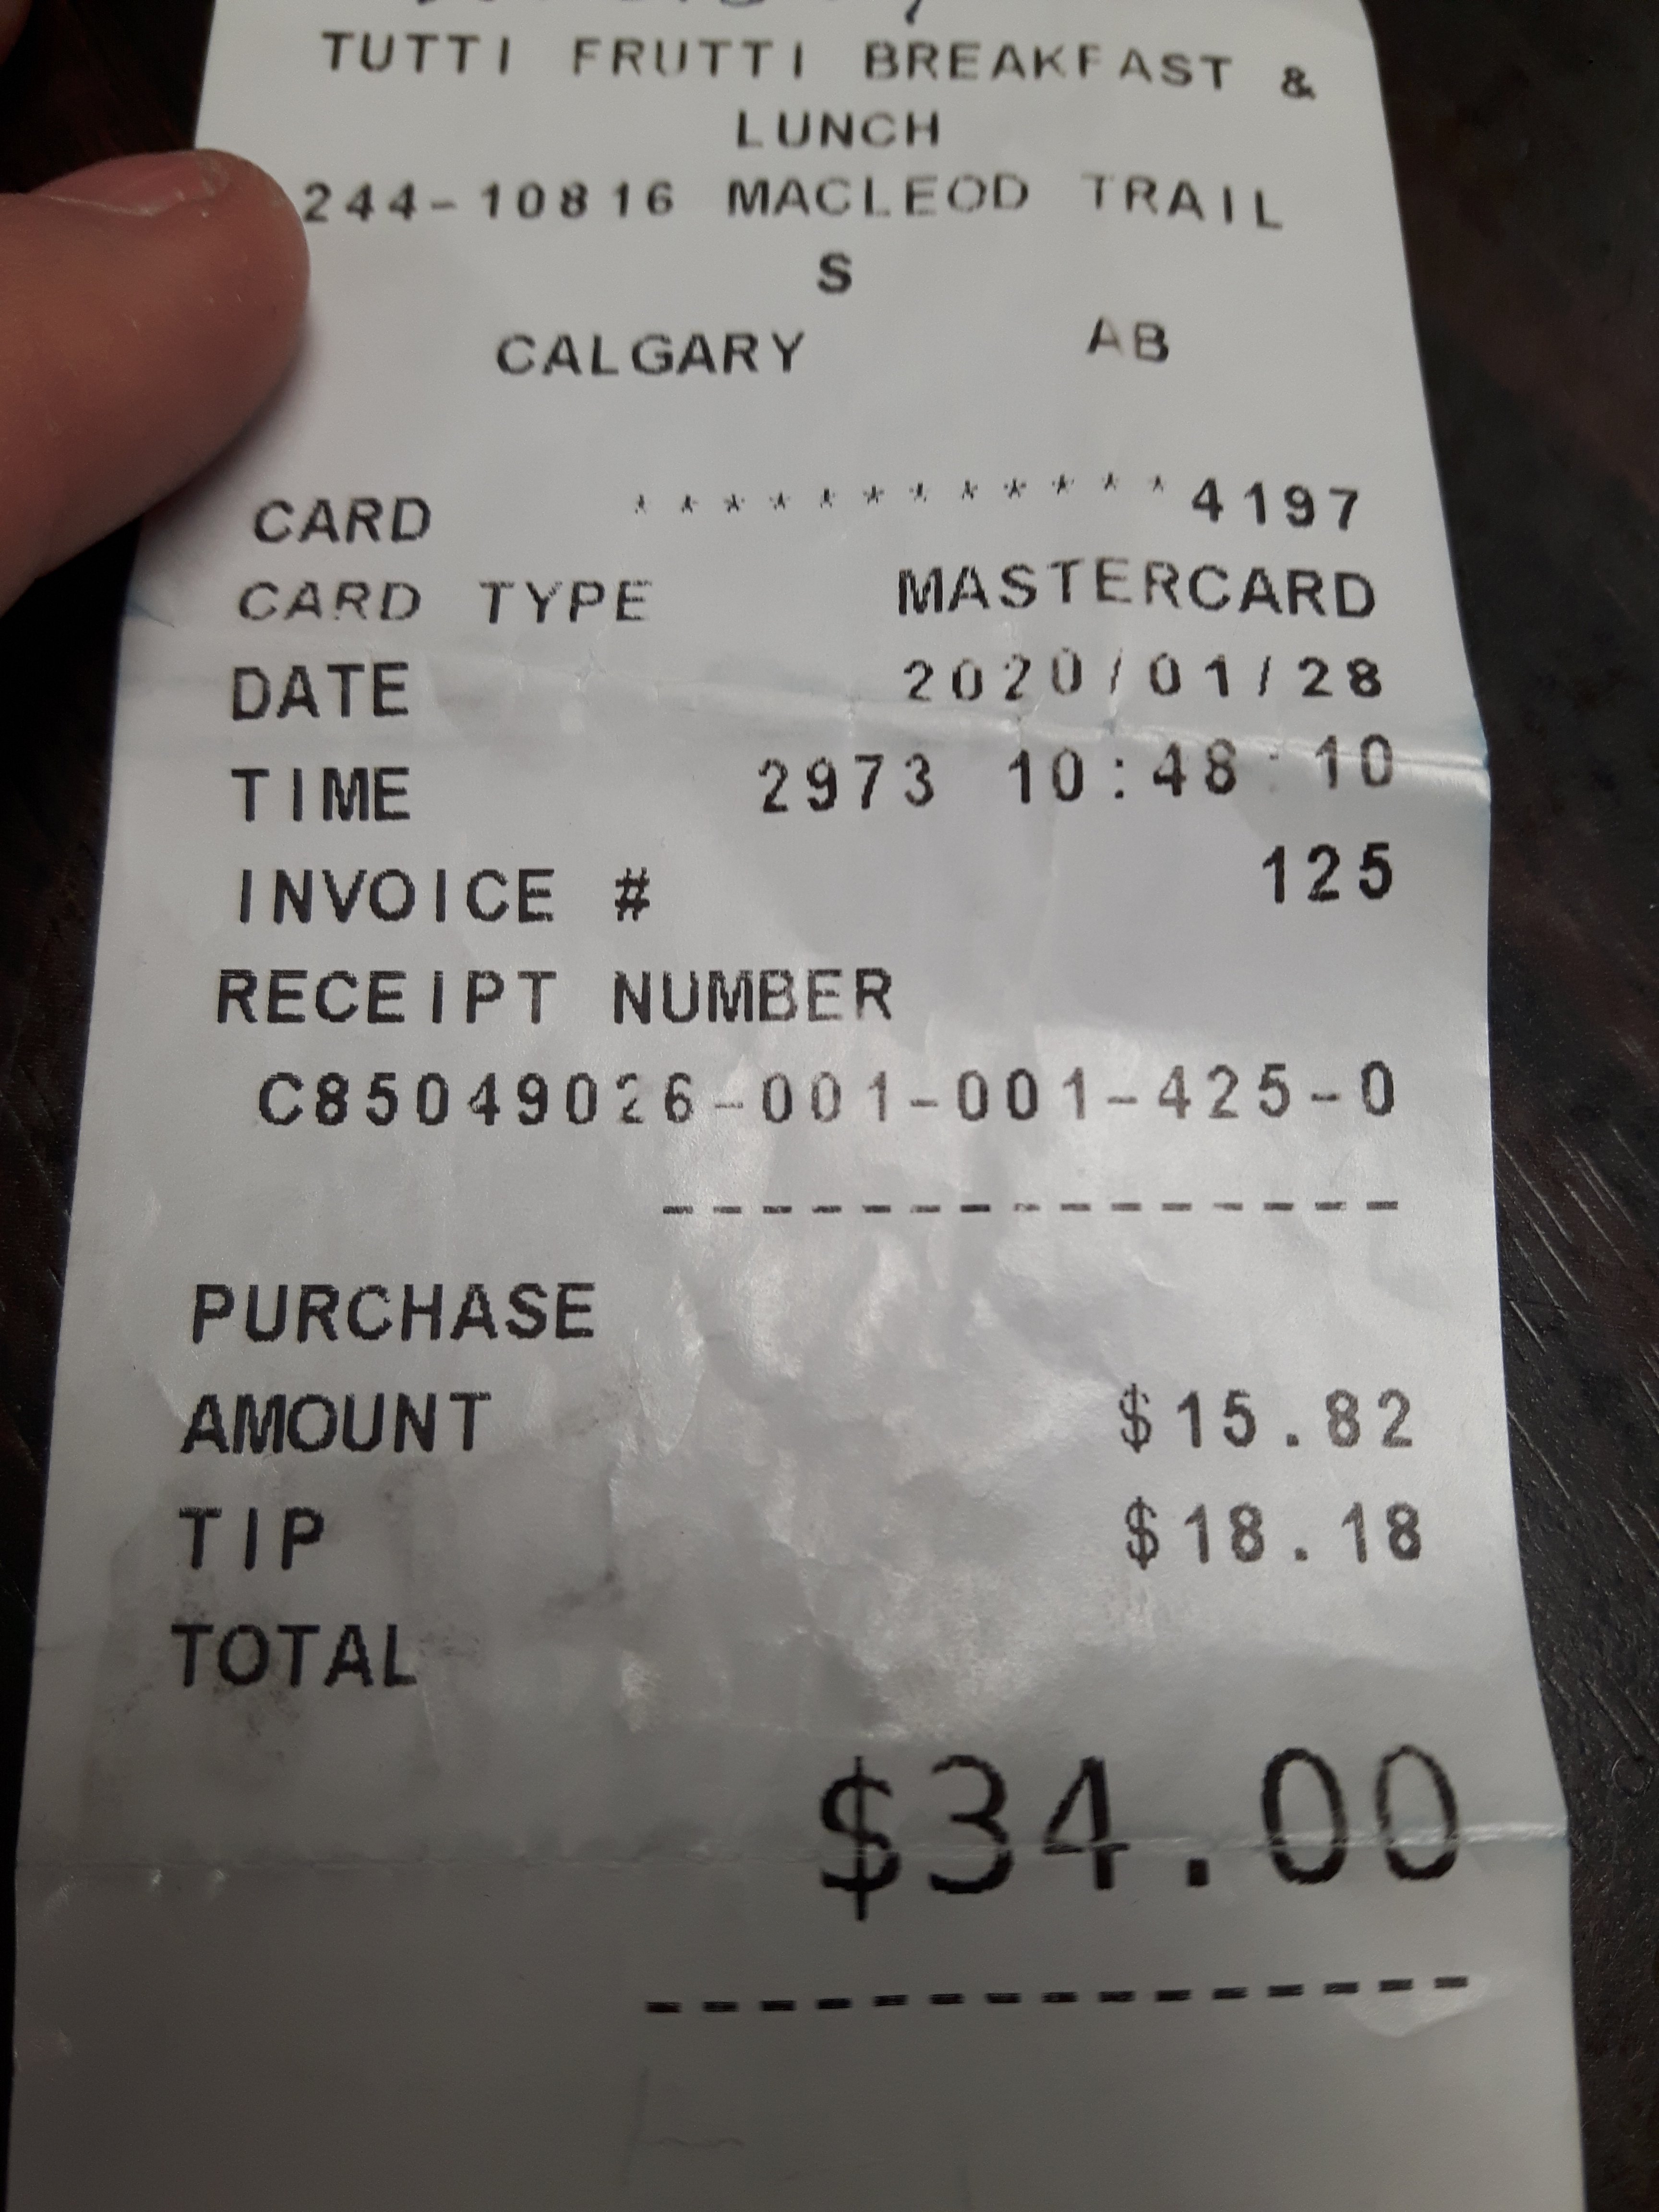 TUTTI FRUTTI BREAKFAST &
LUNCH
244-10816 MACLEOD TRAIL
S
CALGARY AB
CARD ************4197
CARD TYPE MASTERCARD
DATE 2020/01/28
TIME 2973 10:48:10
INVOICE # 125
RECEIPT NUMBER
C85049026-001-001-425-0
----------------
PURCHASE
AMOUNT $15.82
TIP $18.18
TOTAL
$34.00
----------------